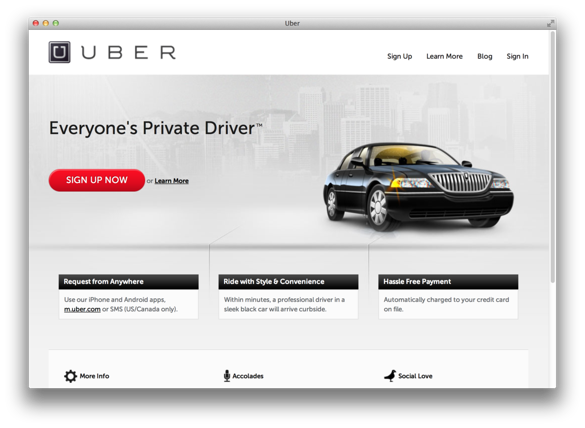 Uber
UBER
Sign Up Learn More Blog Sign In
Everyone's Private Driver™
SIGN UP NOW or Learn More
Request from Anywhere
Use our iPhone and Android apps,
m.uber.com or SMS (US/Canada only).
Ride with Style & Convenience
Within minutes, a professional driver in a
sleek black car will arrive curbside.
Hassle Free Payment
Automatically charged to your credit card
on file.
More Info
Accolades
Social Love